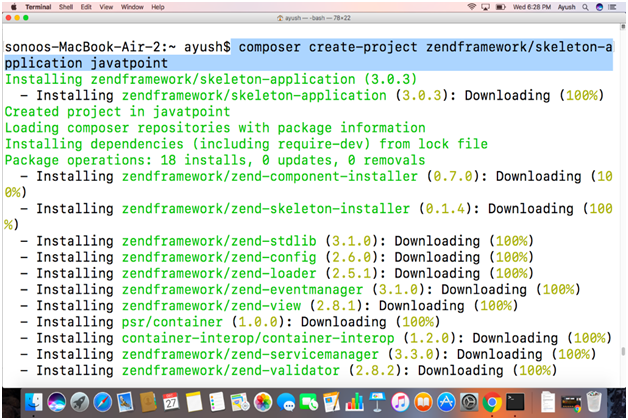 Terminal Shell Edit View Window Help Wed 6:28 PM Ayush
ayush — -bash — 78×22
sonoos-MacBook-Air-2:~ ayush$ composer create-project zendframework/skeleton-a
pplication javatpoint
Installing zendframework/skeleton-application (3.0.3)
- Installing zendframework/skeleton-application (3.0.3): Downloading (100%)
Created project in javatpoint
Loading composer repositories with package information
Installing dependencies (including require-dev) from lock file
Package operations: 18 installs, 0 updates, 0 removals
- Installing zendframework/zend-component-installer (0.7.0): Downloading (10
0%)
- Installing zendframework/zend-skeleton-installer (0.1.4): Downloading (100
%)
- Installing zendframework/zend-stdlib (3.1.0): Downloading (100%)
- Installing zendframework/zend-config (2.6.0): Downloading (100%)
- Installing zendframework/zend-loader (2.5.1): Downloading (100%)
- Installing zendframework/zend-eventmanager (3.1.0): Downloading (100%)
- Installing zendframework/zend-view (2.8.1): Downloading (100%)
- Installing psr/container (1.0.0): Downloading (100%)
- Installing container-interop/container-interop (1.2.0): Downloading (100%)
- Installing zendframework/zend-servicemanager (3.3.0): Downloading (100%)
- Installing zendframework/zend-validator (2.8.2): Downloading (100%)
27